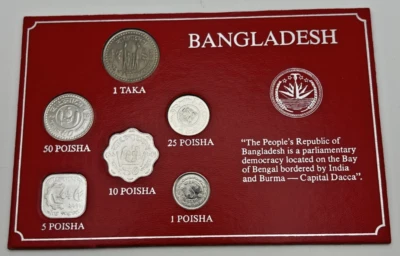 BANGLADESH
1 TAKA
50 POISHA
25 POISHA
10 POISHA
5 POISHA
1 POISHA
"The People's Republic of
Bangladesh is a parliamentary
democracy located on the Bay
of Bengal bordered by India
and Burma — Capital Dacca".